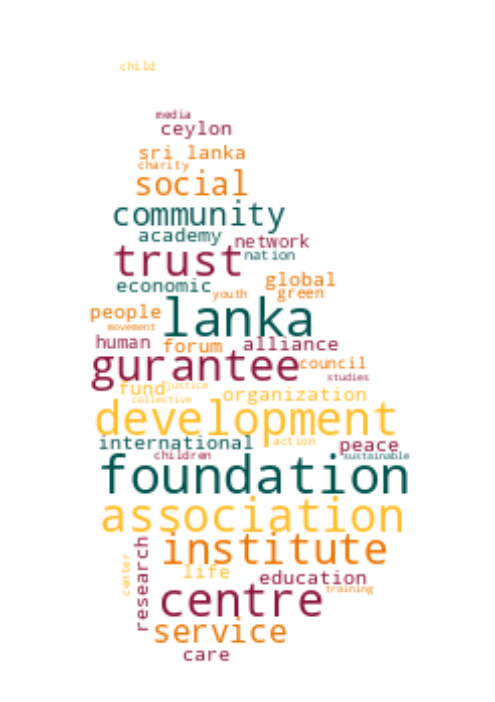 child
media
ceylon
sri lanka
charity
social
community
academy
network
trust
nation
economic
global
youth
green
people
lanka
movement
human
forum
alliance
gurantee
council
studies
fund
justice
organization
collective
development
international
action
peace
children
sustainable
foundation
association
institute
research
center
life
education
training
centre
service
care